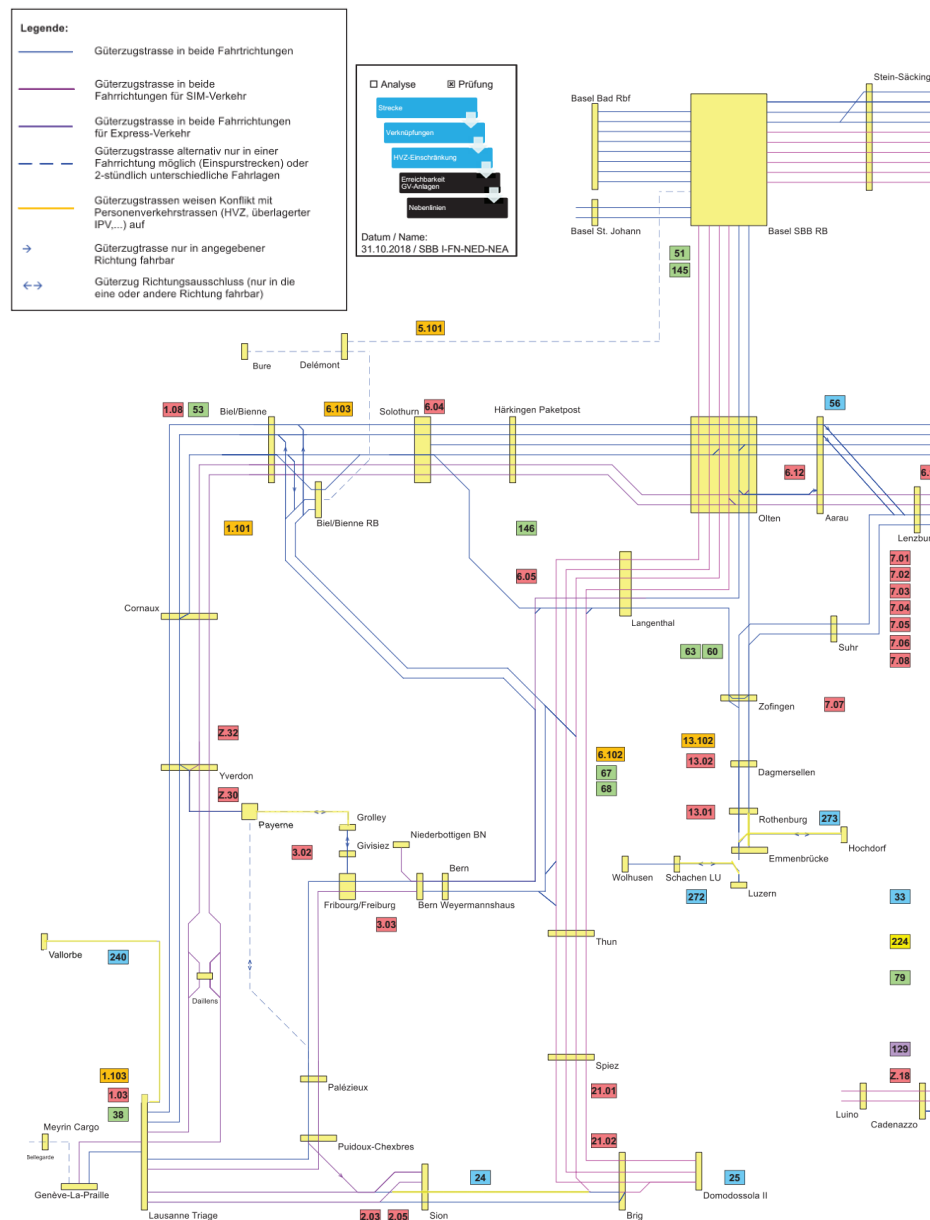 Legende:
Güterzugstrasse in beide Fahrtrichtungen
Güterzugstrasse in beide
Fahrrichtungen für SIM-Verkehr
Güterzugstrasse in beide Fahrrichtungen
für Express-Verkehr
Güterzugstrasse alternativ nur in einer
Fahrrichtung möglich (Einspurstrecken) oder
2-stündlich unterschiedliche Fahrlagen
Güterzugstrassen weisen Konflikt mit
Personenverkehrstrassen (HVZ, überlagerter
IPV,...) auf
Güterzugtrasse nur in angegebener
Richtung fahrbar
Güterzug Richtungsausschluss (nur in die
eine oder andere Richtung fahrbar)
Analyse Prüfung
Strecke
Verknüpfungen
HVZ-Einschränkung
Erreichbarkeit
GV-Anlagen
Nebenlinien
Datum / Name:
31.10.2018 / SBB I-FN-NED-NEA
Stein-Säcking
Basel Bad Rbf
Basel St. Johann
Basel SBB RB
51
145
5.101
Bure
Delémont
1.08
53
Biel/Bienne
6.103
Solothurn
6.04
Härkingen Paketpost
56
6.12
6.
Biel/Bienne RB
Olten
Aarau
Lenzbur
1.101
146
6.05
7.01
7.02
7.03
7.04
7.05
7.06
7.08
Cornaux
Langenthal
Suhr
63
60
Zofingen
7.07
Z.32
6.102
67
68
13.102
13.02
Dagmersellen
Yverdon
Z.30
Payerne
Grolley
Givisiez
3.02
Niederbottigen BN
Bern
13.01
Rothenburg
273
Emmenbrücke
Hochdorf
Wolhusen
Schachen LU
Luzern
272
33
Fribourg/Freiburg
Bern Weyermannshaus
3.03
Vallorbe
240
Thun
224
Daillens
79
129
Z.18
Spiez
1.103
1.03
38
Palézieux
21.01
Luino
Cadenazzo
Meyrin Cargo
Bellegarde
Puidoux-Chexbres
21.02
Genève-La-Praille
24
25
Domodossola II
Lausanne Triage
2.03
2.05
Sion
Brig